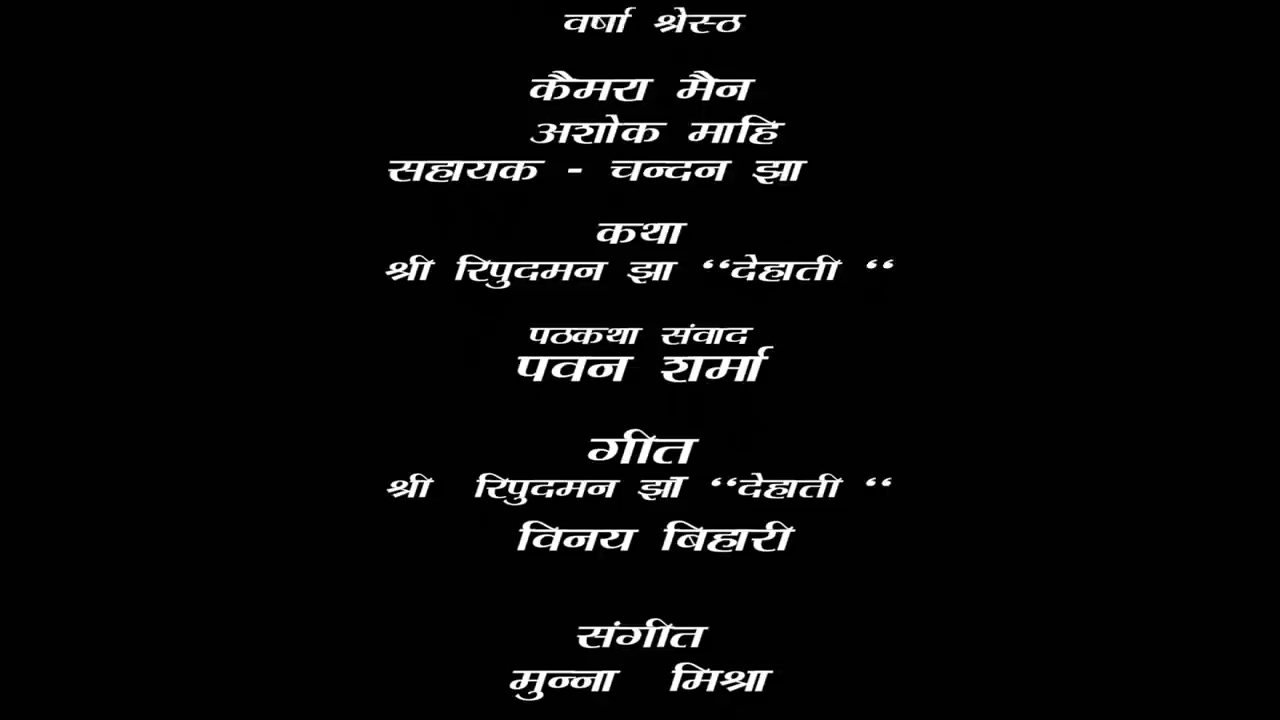 वर्षा श्रेस्ठ
कैमरा मैन
अशोक माहि
सहायक - चन्दन झा
कथा
श्री रिपुदमन झा “देहाती “
पठकथा संवाद
पवन शर्मा
गीत
श्री रिपुदमन झाॅ “देहाती “
विनय बिहारी
संगीत
मुन्ना मिश्रा